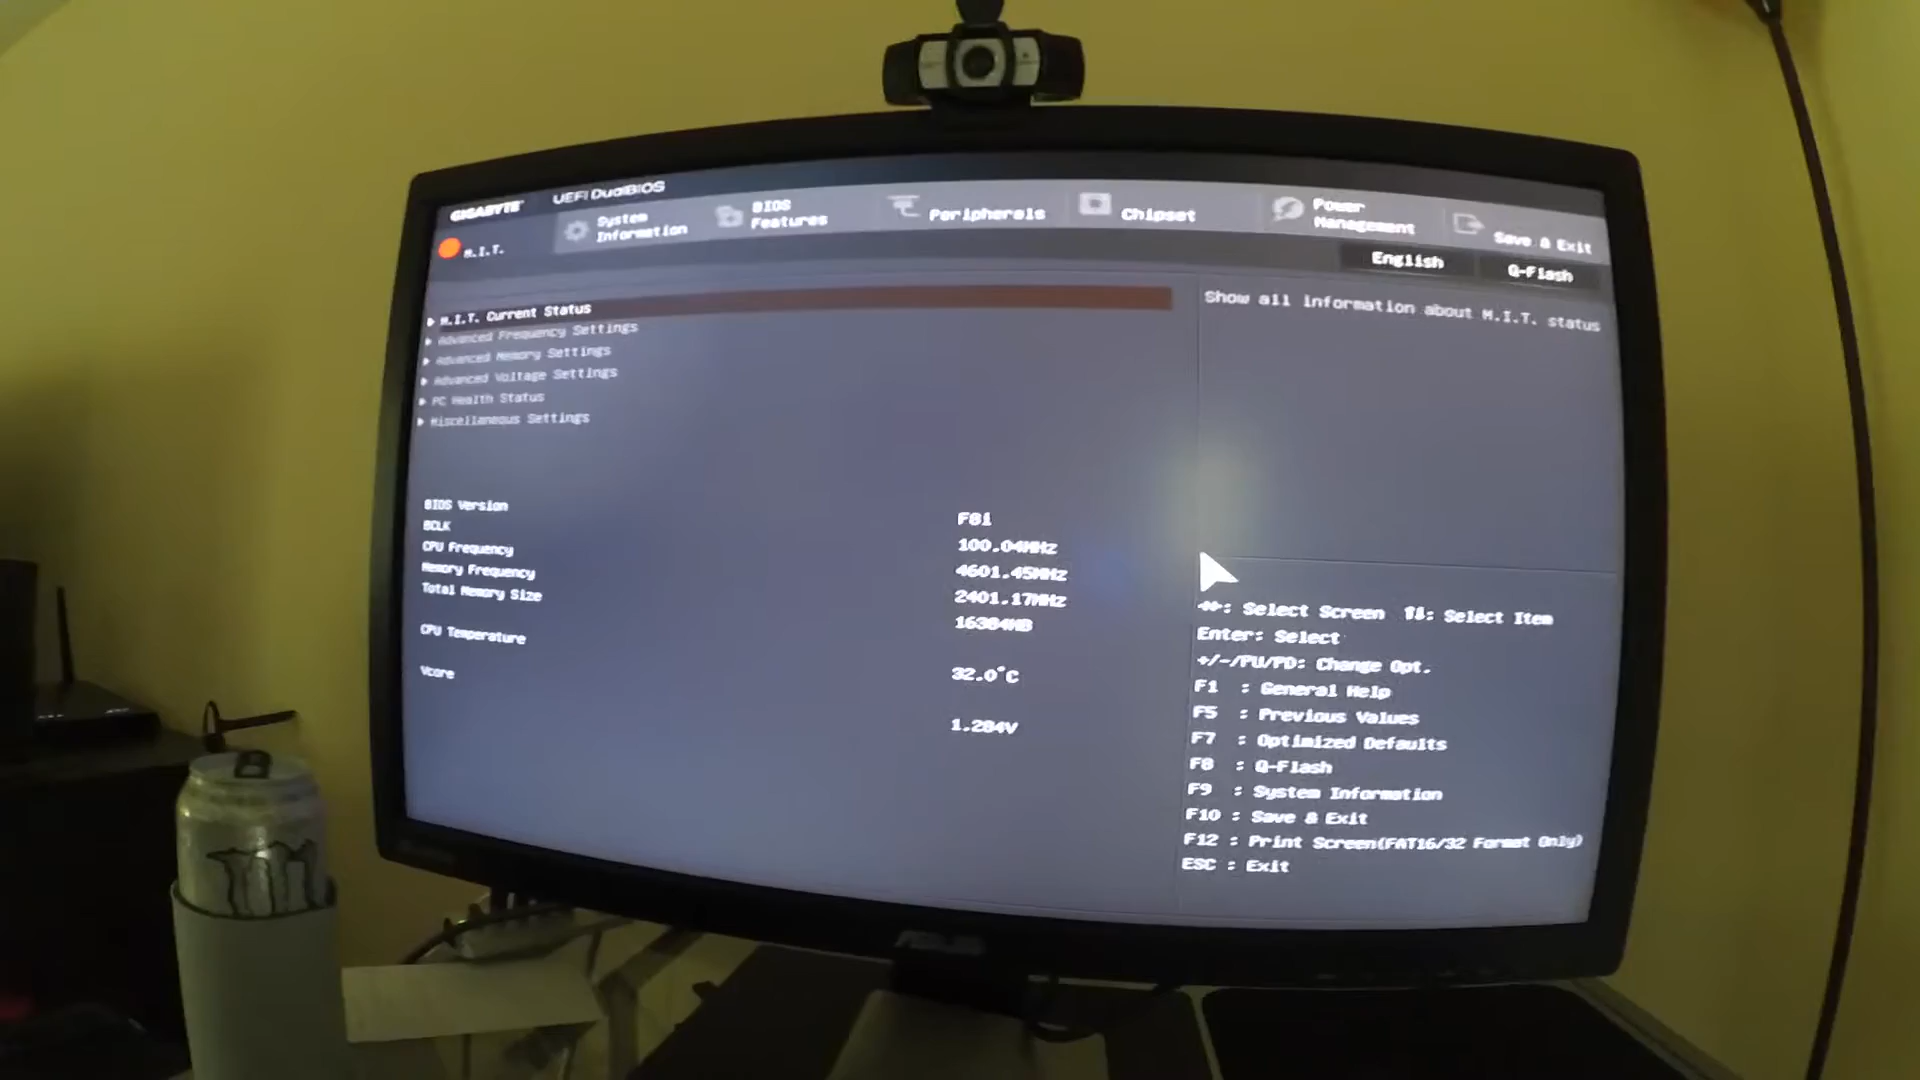 GIGABYTE UEFI DualBIOS
M.I.T.
System Information
BIOS Features
Peripherals
Chipset
Power Management
Save & Exit
English
Q-Flash
M.I.T. Current Status
Advanced Frequency Settings
Advanced Memory Settings
Advanced Voltage Settings
PC Health Status
Miscellaneous Settings
Show all information about M.I.T. status
BIOS Version F8i
BCLK 100.04MHz
CPU Frequency 4601.45MHz
Memory Frequency 2401.17MHz
Total Memory Size 16384MB
CPU Temperature 32.0°C
Vcore 1.284V
→←: Select Screen ↑↓: Select Item
Enter: Select
+/-/PU/PD: Change Opt.
F1 : General Help
F5 : Previous Values
F7 : Optimized Defaults
F8 : Q-Flash
F9 : System Information
F10 : Save & Exit
F12 : Print Screen(FAT16/32 Format Only)
ESC : Exit
ASUS